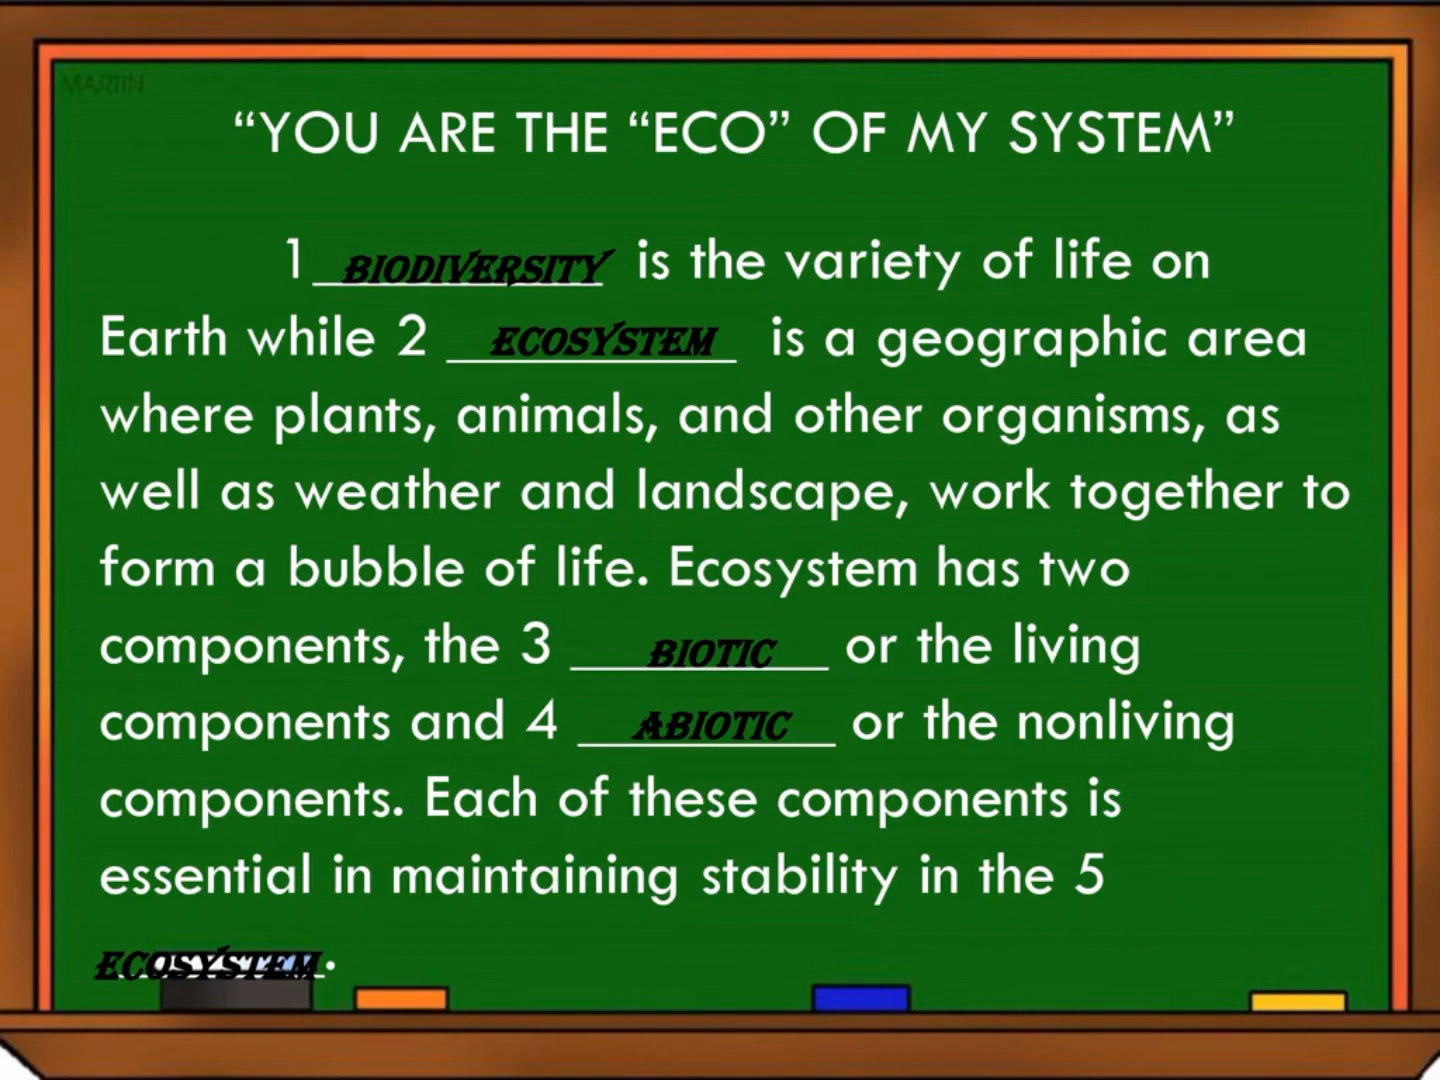 MARTIN
“YOU ARE THE “ECO” OF MY SYSTEM”
1 BIODIVERSITY is the variety of life on
Earth while 2 ECOSYSTEM is a geographic area
where plants, animals, and other organisms, as
well as weather and landscape, work together to
form a bubble of life. Ecosystem has two
components, the 3 BIOTIC or the living
components and 4 ABIOTIC or the nonliving
components. Each of these components is
essential in maintaining stability in the 5
ECOSYSTEM.